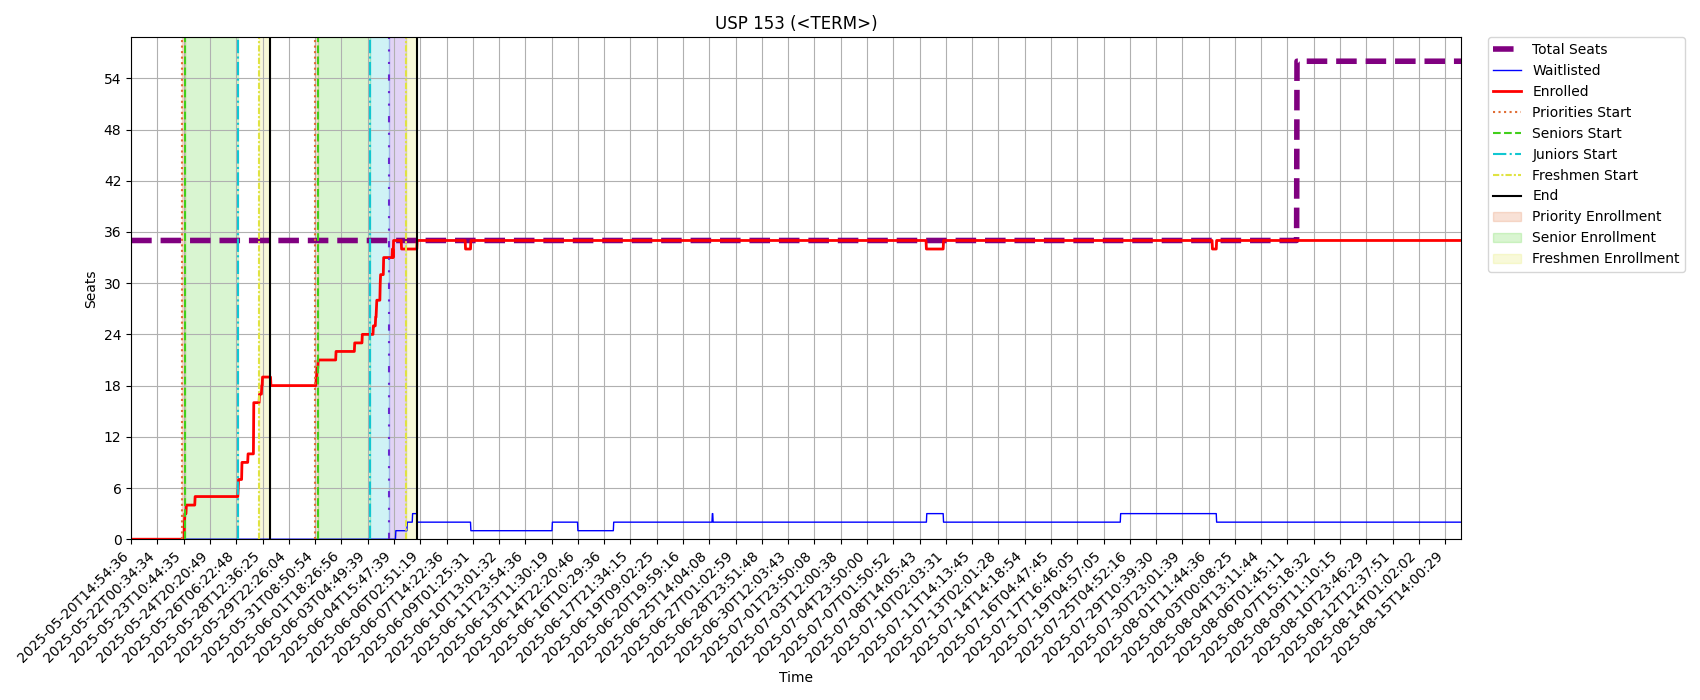 USP 153 (<TERM>)
Seats
54
48
42
36
30
24
18
12
6
0
2025-05-20T14:54:36
2025-05-22T00:34:34
2025-05-23T10:44:35
2025-05-24T20:20:49
2025-05-26T06:22:48
2025-05-28T12:36:25
2025-05-29T22:26:04
2025-05-31T08:50:54
2025-06-01T18:26:56
2025-06-03T04:49:39
2025-06-04T15:47:39
2025-06-06T02:51:19
2025-06-07T14:22:36
2025-06-09T01:25:31
2025-06-10T13:01:32
2025-06-11T23:54:36
2025-06-13T11:30:19
2025-06-14T22:20:46
2025-06-16T10:29:36
2025-06-17T21:34:15
2025-06-19T09:02:25
2025-06-20T19:59:16
2025-06-25T14:04:08
2025-06-27T01:02:59
2025-06-28T23:51:48
2025-06-30T12:03:43
2025-07-01T23:50:08
2025-07-03T12:00:38
2025-07-04T23:50:00
2025-07-07T01:50:52
2025-07-08T14:05:43
2025-07-10T02:03:31
2025-07-11T14:13:45
2025-07-13T02:01:28
2025-07-14T14:18:54
2025-07-16T04:47:45
2025-07-17T16:46:05
2025-07-19T04:57:05
2025-07-25T04:52:16
2025-07-29T10:39:30
2025-07-30T23:01:39
2025-08-01T11:44:36
2025-08-03T00:08:25
2025-08-04T13:11:44
2025-08-06T01:45:11
2025-08-07T15:18:32
2025-08-09T11:10:15
2025-08-10T23:46:29
2025-08-12T12:37:51
2025-08-14T01:02:02
2025-08-15T14:00:29
Time
Total Seats
Waitlisted
Enrolled
Priorities Start
Seniors Start
Juniors Start
Freshmen Start
End
Priority Enrollment
Senior Enrollment
Freshmen Enrollment